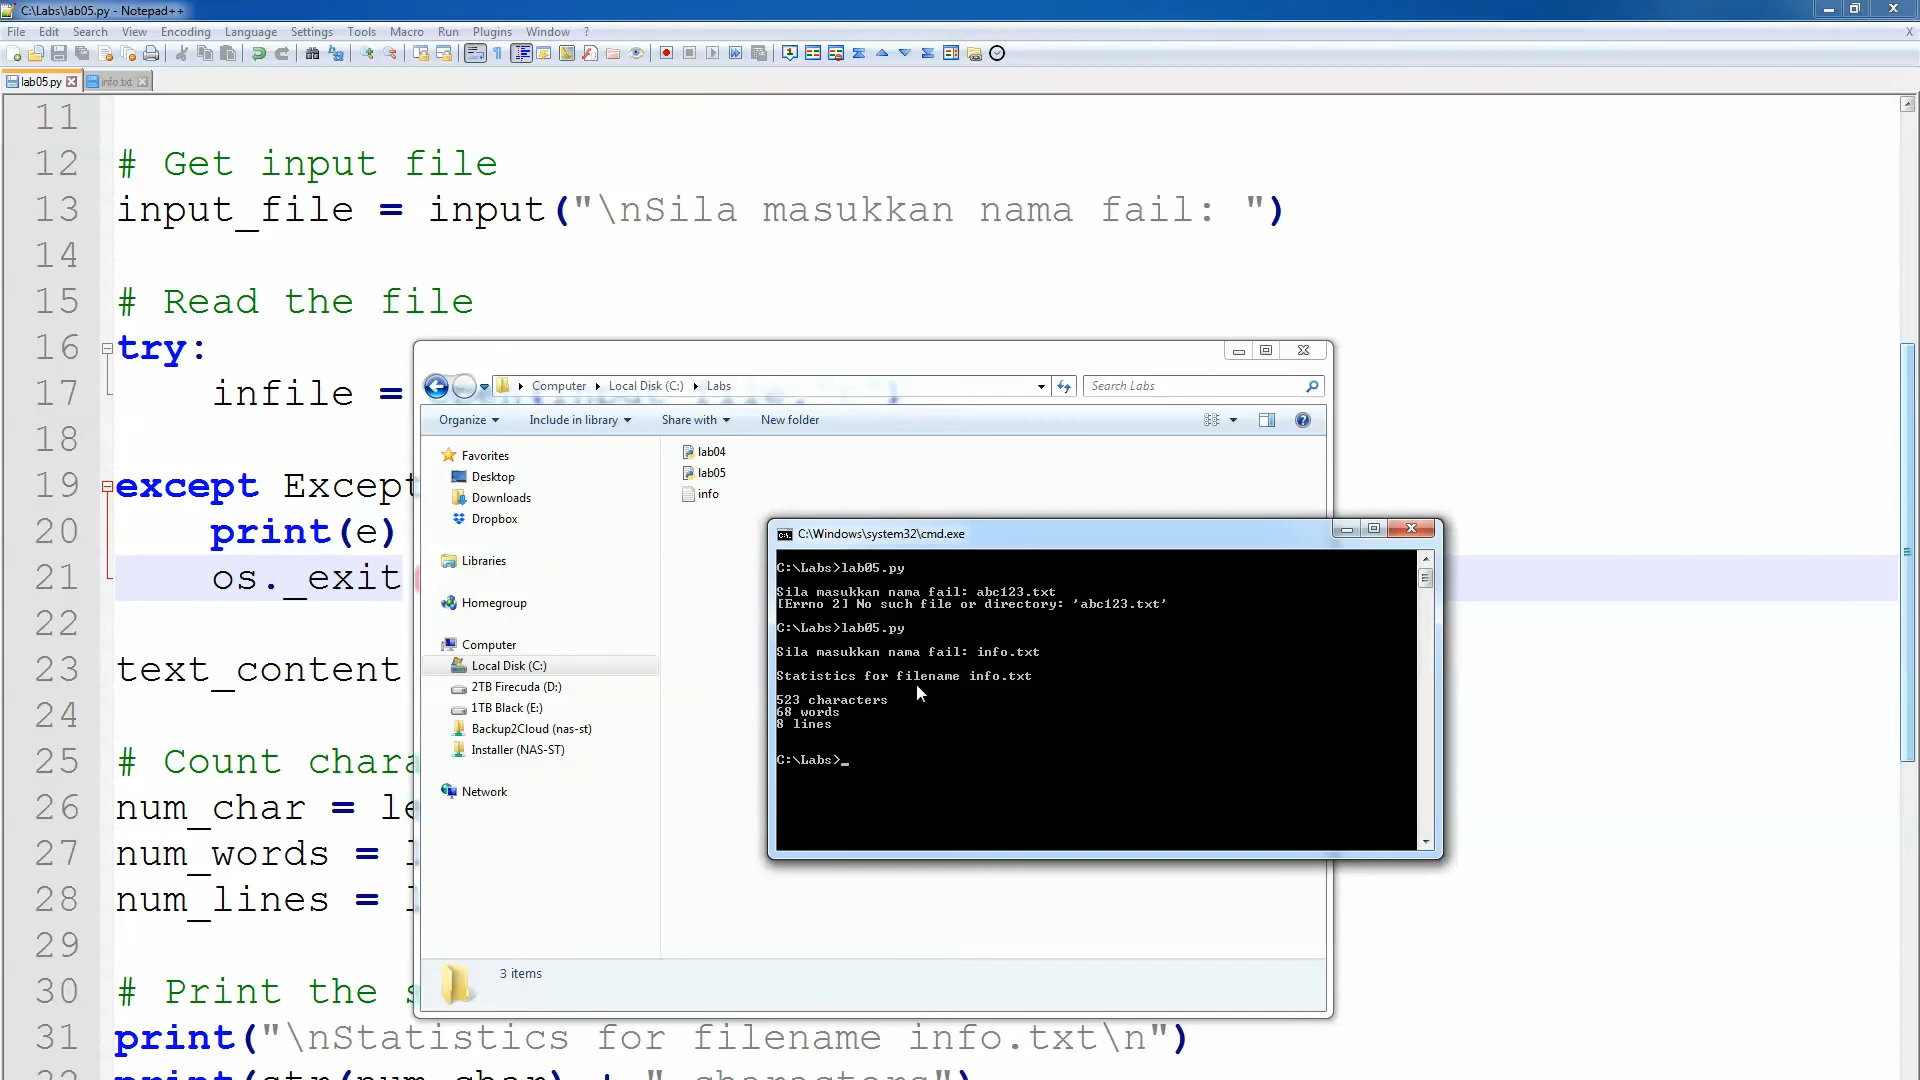 C:\Labs\lab05.py - Notepad++
File Edit Search View Encoding Language Settings Tools Macro Run Plugins Window ?
X
lab05.py
info.txt
11
12 # Get input file
13 input_file = input("\nSila masukkan nama fail: ")
14
15 # Read the file
16 try:
17 infile =
18
19 except Except
20 print(e)
21 os._exit
22
23 text_content
24
25 # Count chara
26 num_char = le
27 num_words =
28 num_lines =
29
30 # Print the s
31 print("\nStatistics for filename info.txt\n")
print(str(num_char) + " characters")
Computer Local Disk (C:) Labs
Search Labs
Organize Include in library Share with New folder
Favorites
Desktop
Downloads
Dropbox
Libraries
Homegroup
Computer
Local Disk (C:)
2TB Firecuda (D:)
1TB Black (E:)
Backup2Cloud (nas-st)
Installer (NAS-ST)
Network
lab04
lab05
info
3 items
C:\Windows\system32\cmd.exe
C:\Labs>lab05.py
Sila masukkan nama fail: abc123.txt
[Errno 2] No such file or directory: 'abc123.txt'
C:\Labs>lab05.py
Sila masukkan nama fail: info.txt
Statistics for filename info.txt
523 characters
68 words
8 lines
C:\Labs>_